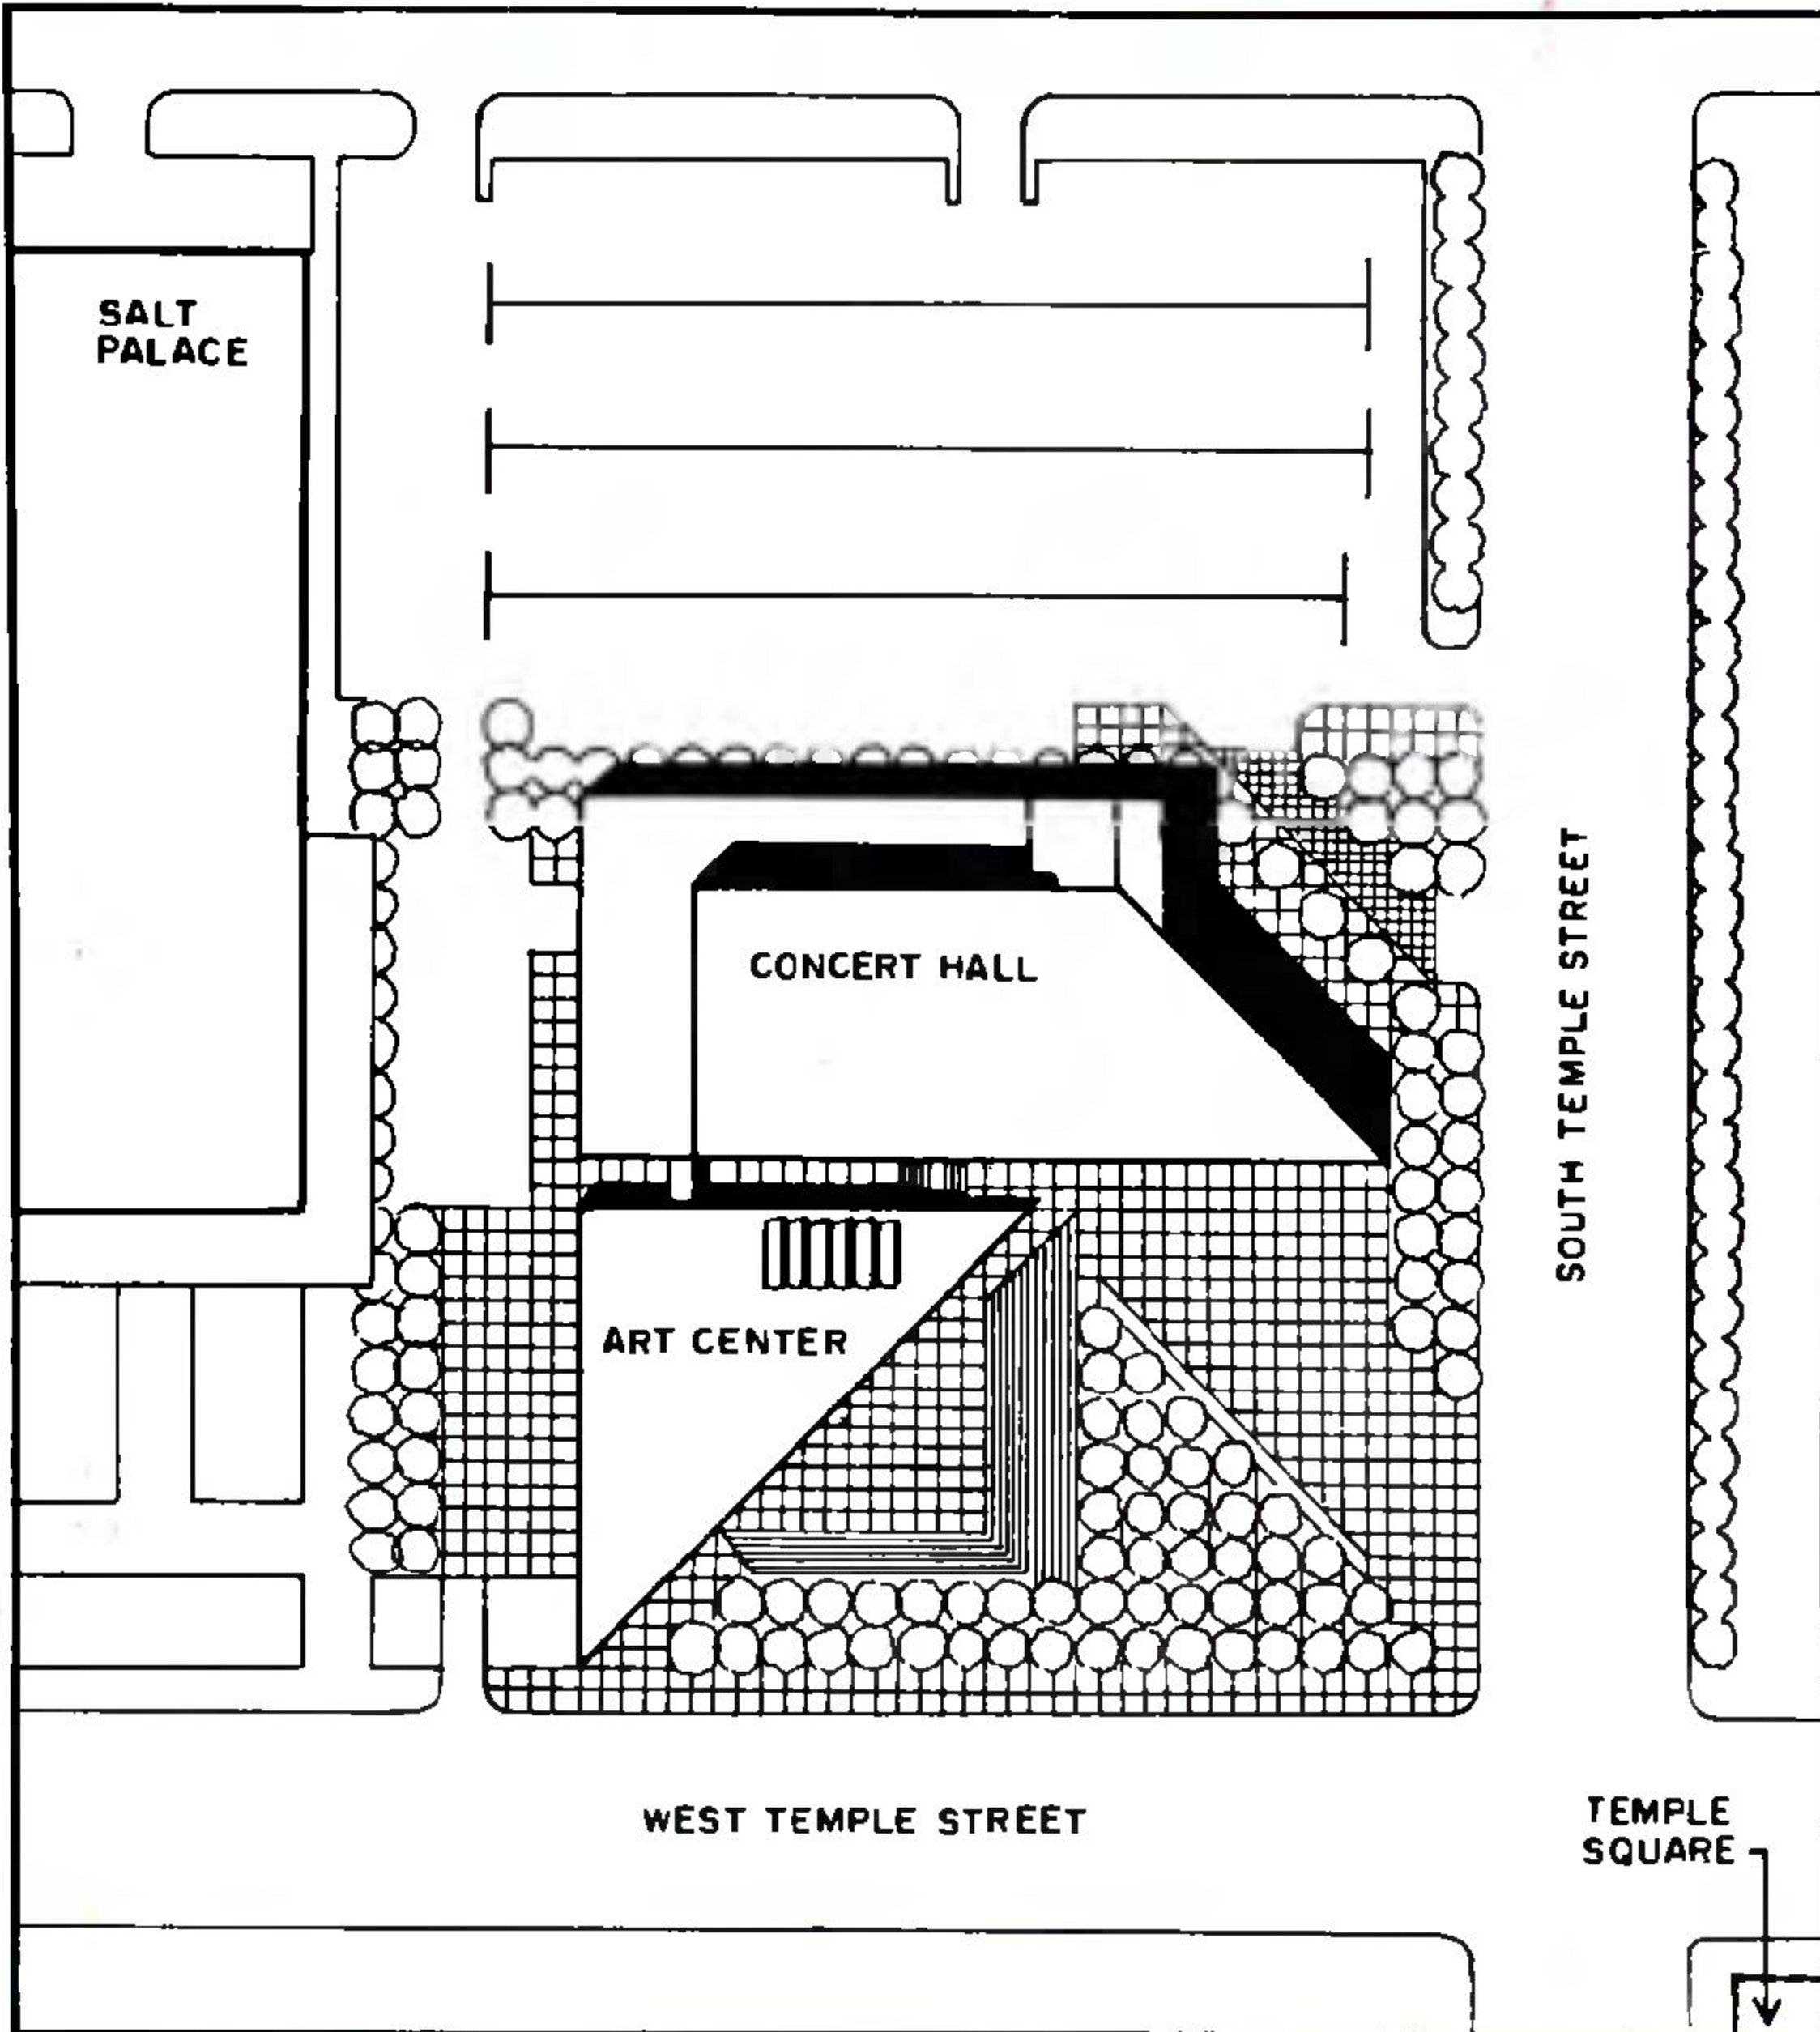 SALT
PALACE
CONCERT HALL
SOUTH TEMPLE STREET
ART CENTER
WEST TEMPLE STREET
TEMPLE
SQUARE